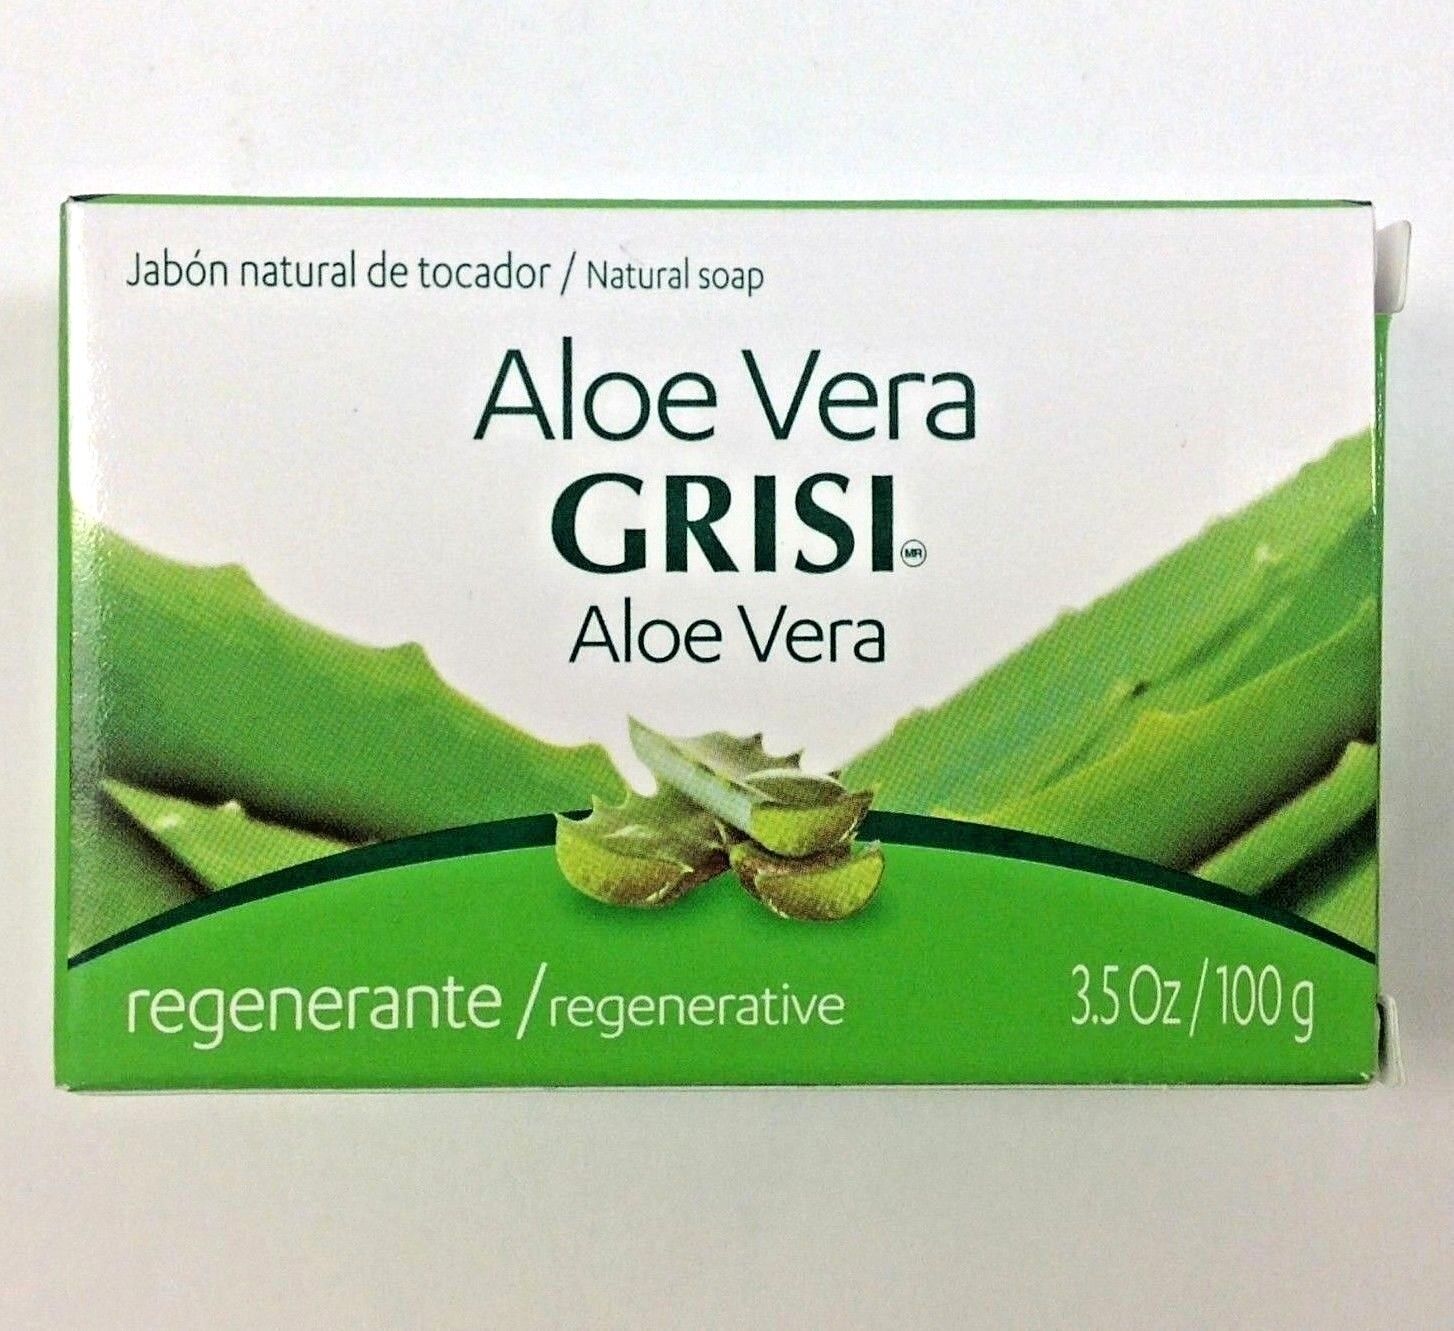 Jabón natural de tocador / Natural soap
Aloe Vera
GRISI MR
Aloe Vera
regenerante / regenerative
3.5 Oz / 100 g